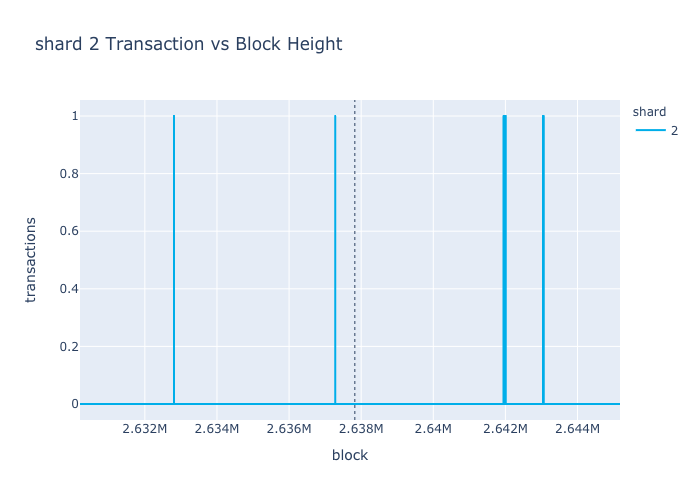 shard 2 Transaction vs Block Height
shard
2
1
0.8
0.6
0.4
0.2
0
transactions
2.632M 2.634M 2.636M 2.638M 2.64M 2.642M 2.644M
block